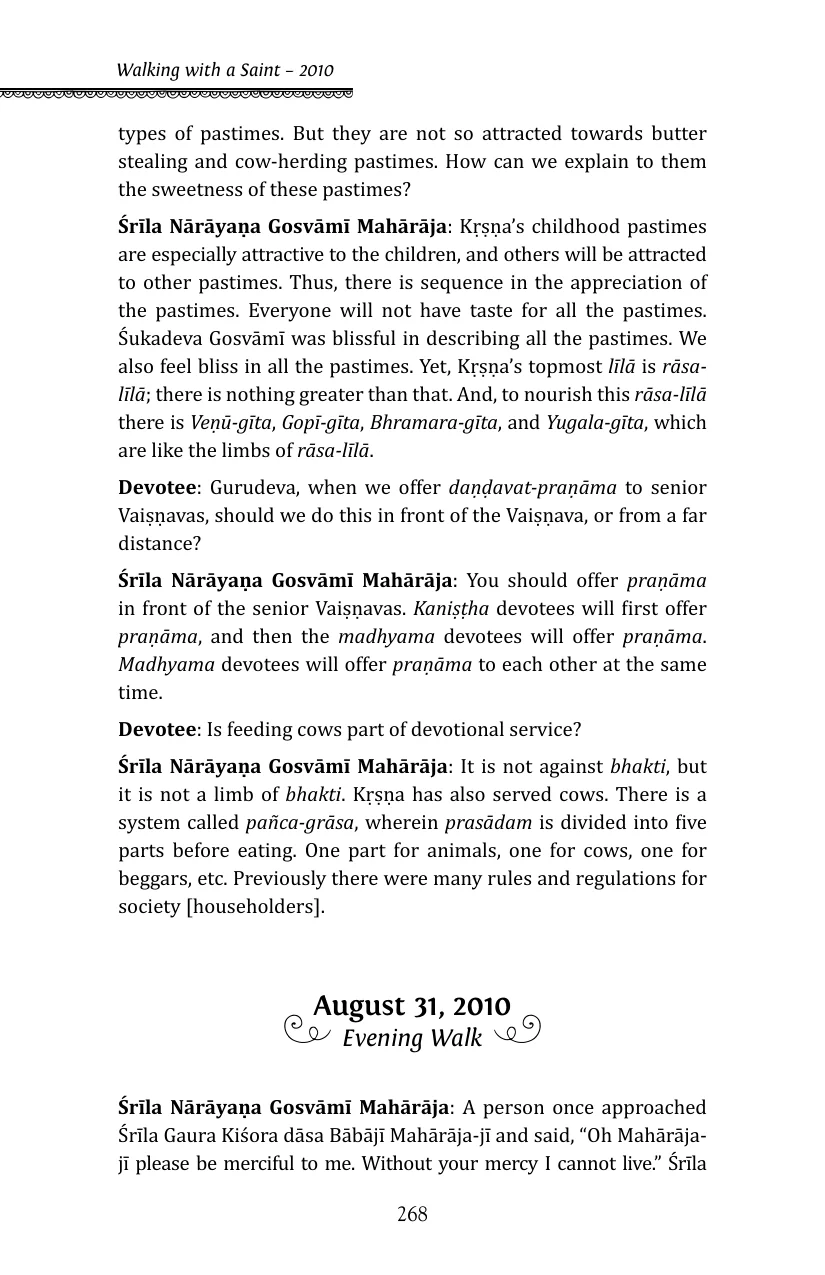 Walking with a Saint – 2010
types of pastimes. But they are not so attracted towards butter
stealing and cow-herding pastimes. How can we explain to them
the sweetness of these pastimes?
Śrīla Nārāyaṇa Gosvāmī Mahārāja: Kṛṣṇa’s childhood pastimes
are especially attractive to the children, and others will be attracted
to other pastimes. Thus, there is sequence in the appreciation of
the pastimes. Everyone will not have taste for all the pastimes.
Śukadeva Gosvāmī was blissful in describing all the pastimes. We
also feel bliss in all the pastimes. Yet, Kṛṣṇa’s topmost līlā is rāsa-
līlā; there is nothing greater than that. And, to nourish this rāsa-līlā
there is Veṇū-gīta, Gopī-gīta, Bhramara-gīta, and Yugala-gīta, which
are like the limbs of rāsa-līlā.
Devotee: Gurudeva, when we offer daṇḍavat-praṇāma to senior
Vaiṣṇavas, should we do this in front of the Vaiṣṇava, or from a far
distance?
Śrīla Nārāyaṇa Gosvāmī Mahārāja: You should offer praṇāma
in front of the senior Vaiṣṇavas. Kaniṣṭha devotees will first offer
praṇāma, and then the madhyama devotees will offer praṇāma.
Madhyama devotees will offer praṇāma to each other at the same
time.
Devotee: Is feeding cows part of devotional service?
Śrīla Nārāyaṇa Gosvāmī Mahārāja: It is not against bhakti, but
it is not a limb of bhakti. Kṛṣṇa has also served cows. There is a
system called pañca-grāsa, wherein prasādam is divided into five
parts before eating. One part for animals, one for cows, one for
beggars, etc. Previously there were many rules and regulations for
society [householders].
August 31, 2010
Evening Walk
Śrīla Nārāyaṇa Gosvāmī Mahārāja: A person once approached
Śrīla Gaura Kiśora dāsa Bābājī Mahārāja-jī and said, “Oh Mahārāja-
jī please be merciful to me. Without your mercy I cannot live.” Śrīla
268